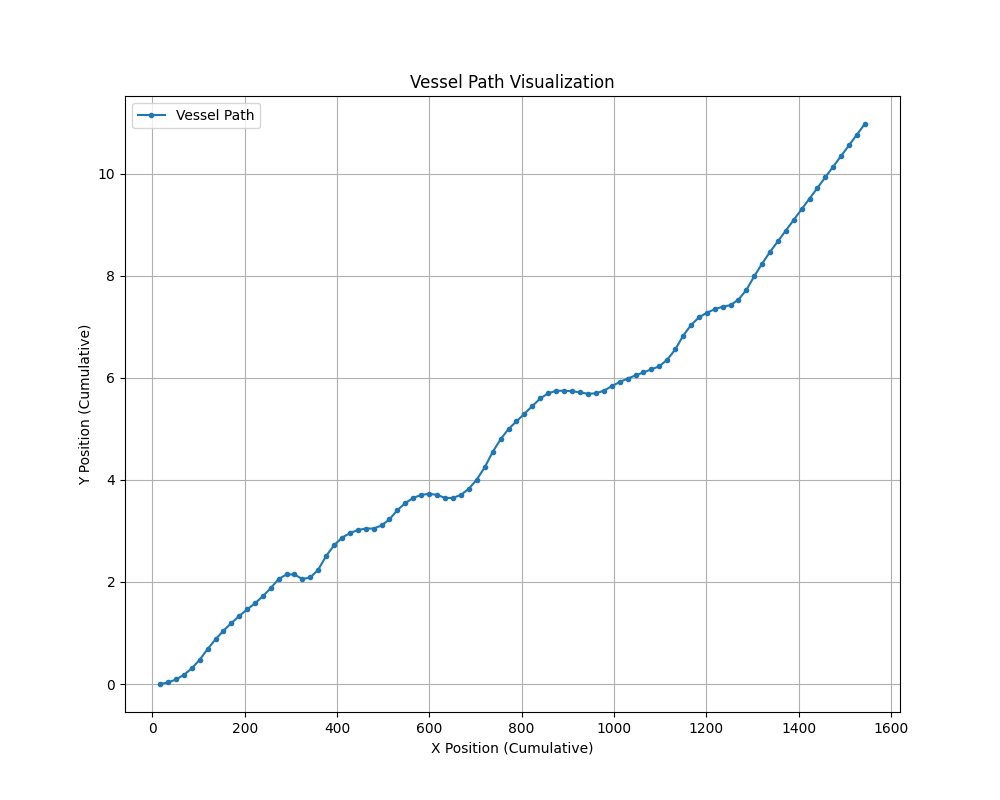 Vessel Path Visualization
Vessel Path
10
8
6
4
2
0
Y Position (Cumulative)
0 200 400 600 800 1000 1200 1400 1600
X Position (Cumulative)